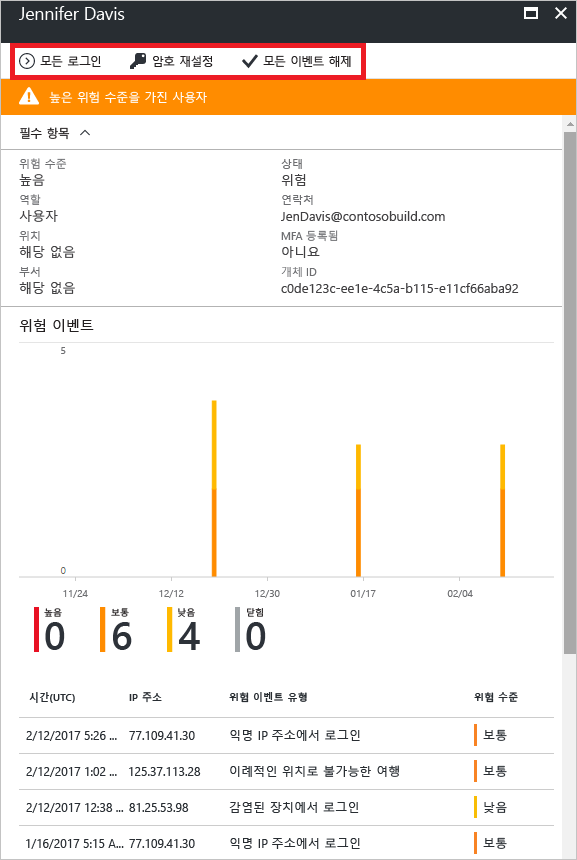 Jennifer Davis
모든 로그인 암호 재설정 모든 이벤트 해제
높은 위험 수준을 가진 사용자
필수 항목
위험 수준 상태
높음 위험
역할 연락처
사용자 JenDavis@contosobuild.com
위치 MFA 등록됨
해당 없음 아니요
부서 개체 ID
해당 없음 c0de123c-ee1e-4c5a-b115-e11cf66aba92
위험 이벤트
5
0
11/24 12/12 12/30 01/17 02/04
높음 보통 낮음 닫힘
0 6 4 0
시간(UTC) IP 주소 위험 이벤트 유형 위험 수준
2/12/2017 5:26 ... 77.109.41.30 익명 IP 주소에서 로그인 보통
2/12/2017 1:02 ... 125.37.113.28 이례적인 위치로 불가능한 여행 보통
2/12/2017 12:38 ... 81.25.53.98 감염된 장치에서 로그인 낮음
1/16/2017 5:15 A... 77.109.41.30 익명 IP 주소에서 로그인 보통